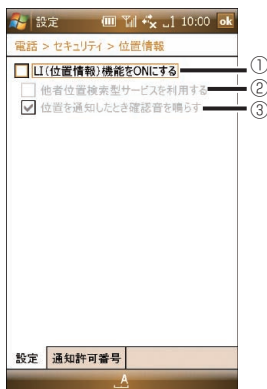 設定 10:00 ok
電話 > セキュリティ > 位置情報
LI(位置情報)機能をONにする ①
他者位置検索型サービスを利用する ②
位置を通知したとき確認音を鳴らす ③
設定 通知許可番号
A